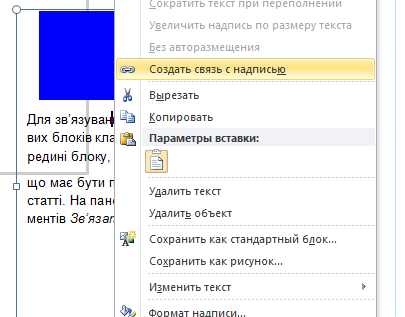 Сократить текст при переполнении
Увеличить надпись по размеру текста
Без авторазмещения
Создать связь с надписью
Вырезать
Копировать
Параметры вставки:
Удалить текст
Удалить объект
Сохранить как стандартный блок...
Сохранить как рисунок...
Изменить текст
Формат надписи...
Для зв'язуван
вих блоків кла
редині блоку,
що має бути п
статті. На пан
ментів Зв'яза